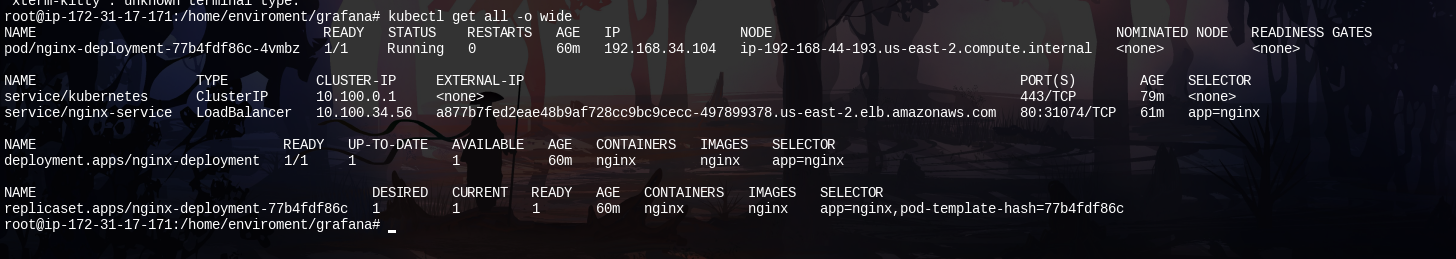 'xterm-kitty': unknown terminal type.
root@ip-172-31-17-171:/home/enviroment/grafana# kubectl get all -o wide
NAME READY STATUS RESTARTS AGE IP NODE NOMINATED NODE READINESS GATES
pod/nginx-deployment-77b4fdf86c-4vmbz 1/1 Running 0 60m 192.168.34.104 ip-192-168-44-193.us-east-2.compute.internal <none> <none>
NAME TYPE CLUSTER-IP EXTERNAL-IP PORT(S) AGE SELECTOR
service/kubernetes ClusterIP 10.100.0.1 <none> 443/TCP 79m <none>
service/nginx-service LoadBalancer 10.100.34.56 a877b7fed2eae48b9af728cc9bc9cecc-497899378.us-east-2.elb.amazonaws.com 80:31074/TCP 61m app=nginx
NAME READY UP-TO-DATE AVAILABLE AGE CONTAINERS IMAGES SELECTOR
deployment.apps/nginx-deployment 1/1 1 1 60m nginx nginx app=nginx
NAME DESIRED CURRENT READY AGE CONTAINERS IMAGES SELECTOR
replicaset.apps/nginx-deployment-77b4fdf86c 1 1 1 60m nginx nginx app=nginx,pod-template-hash=77b4fdf86c
root@ip-172-31-17-171:/home/enviroment/grafana#